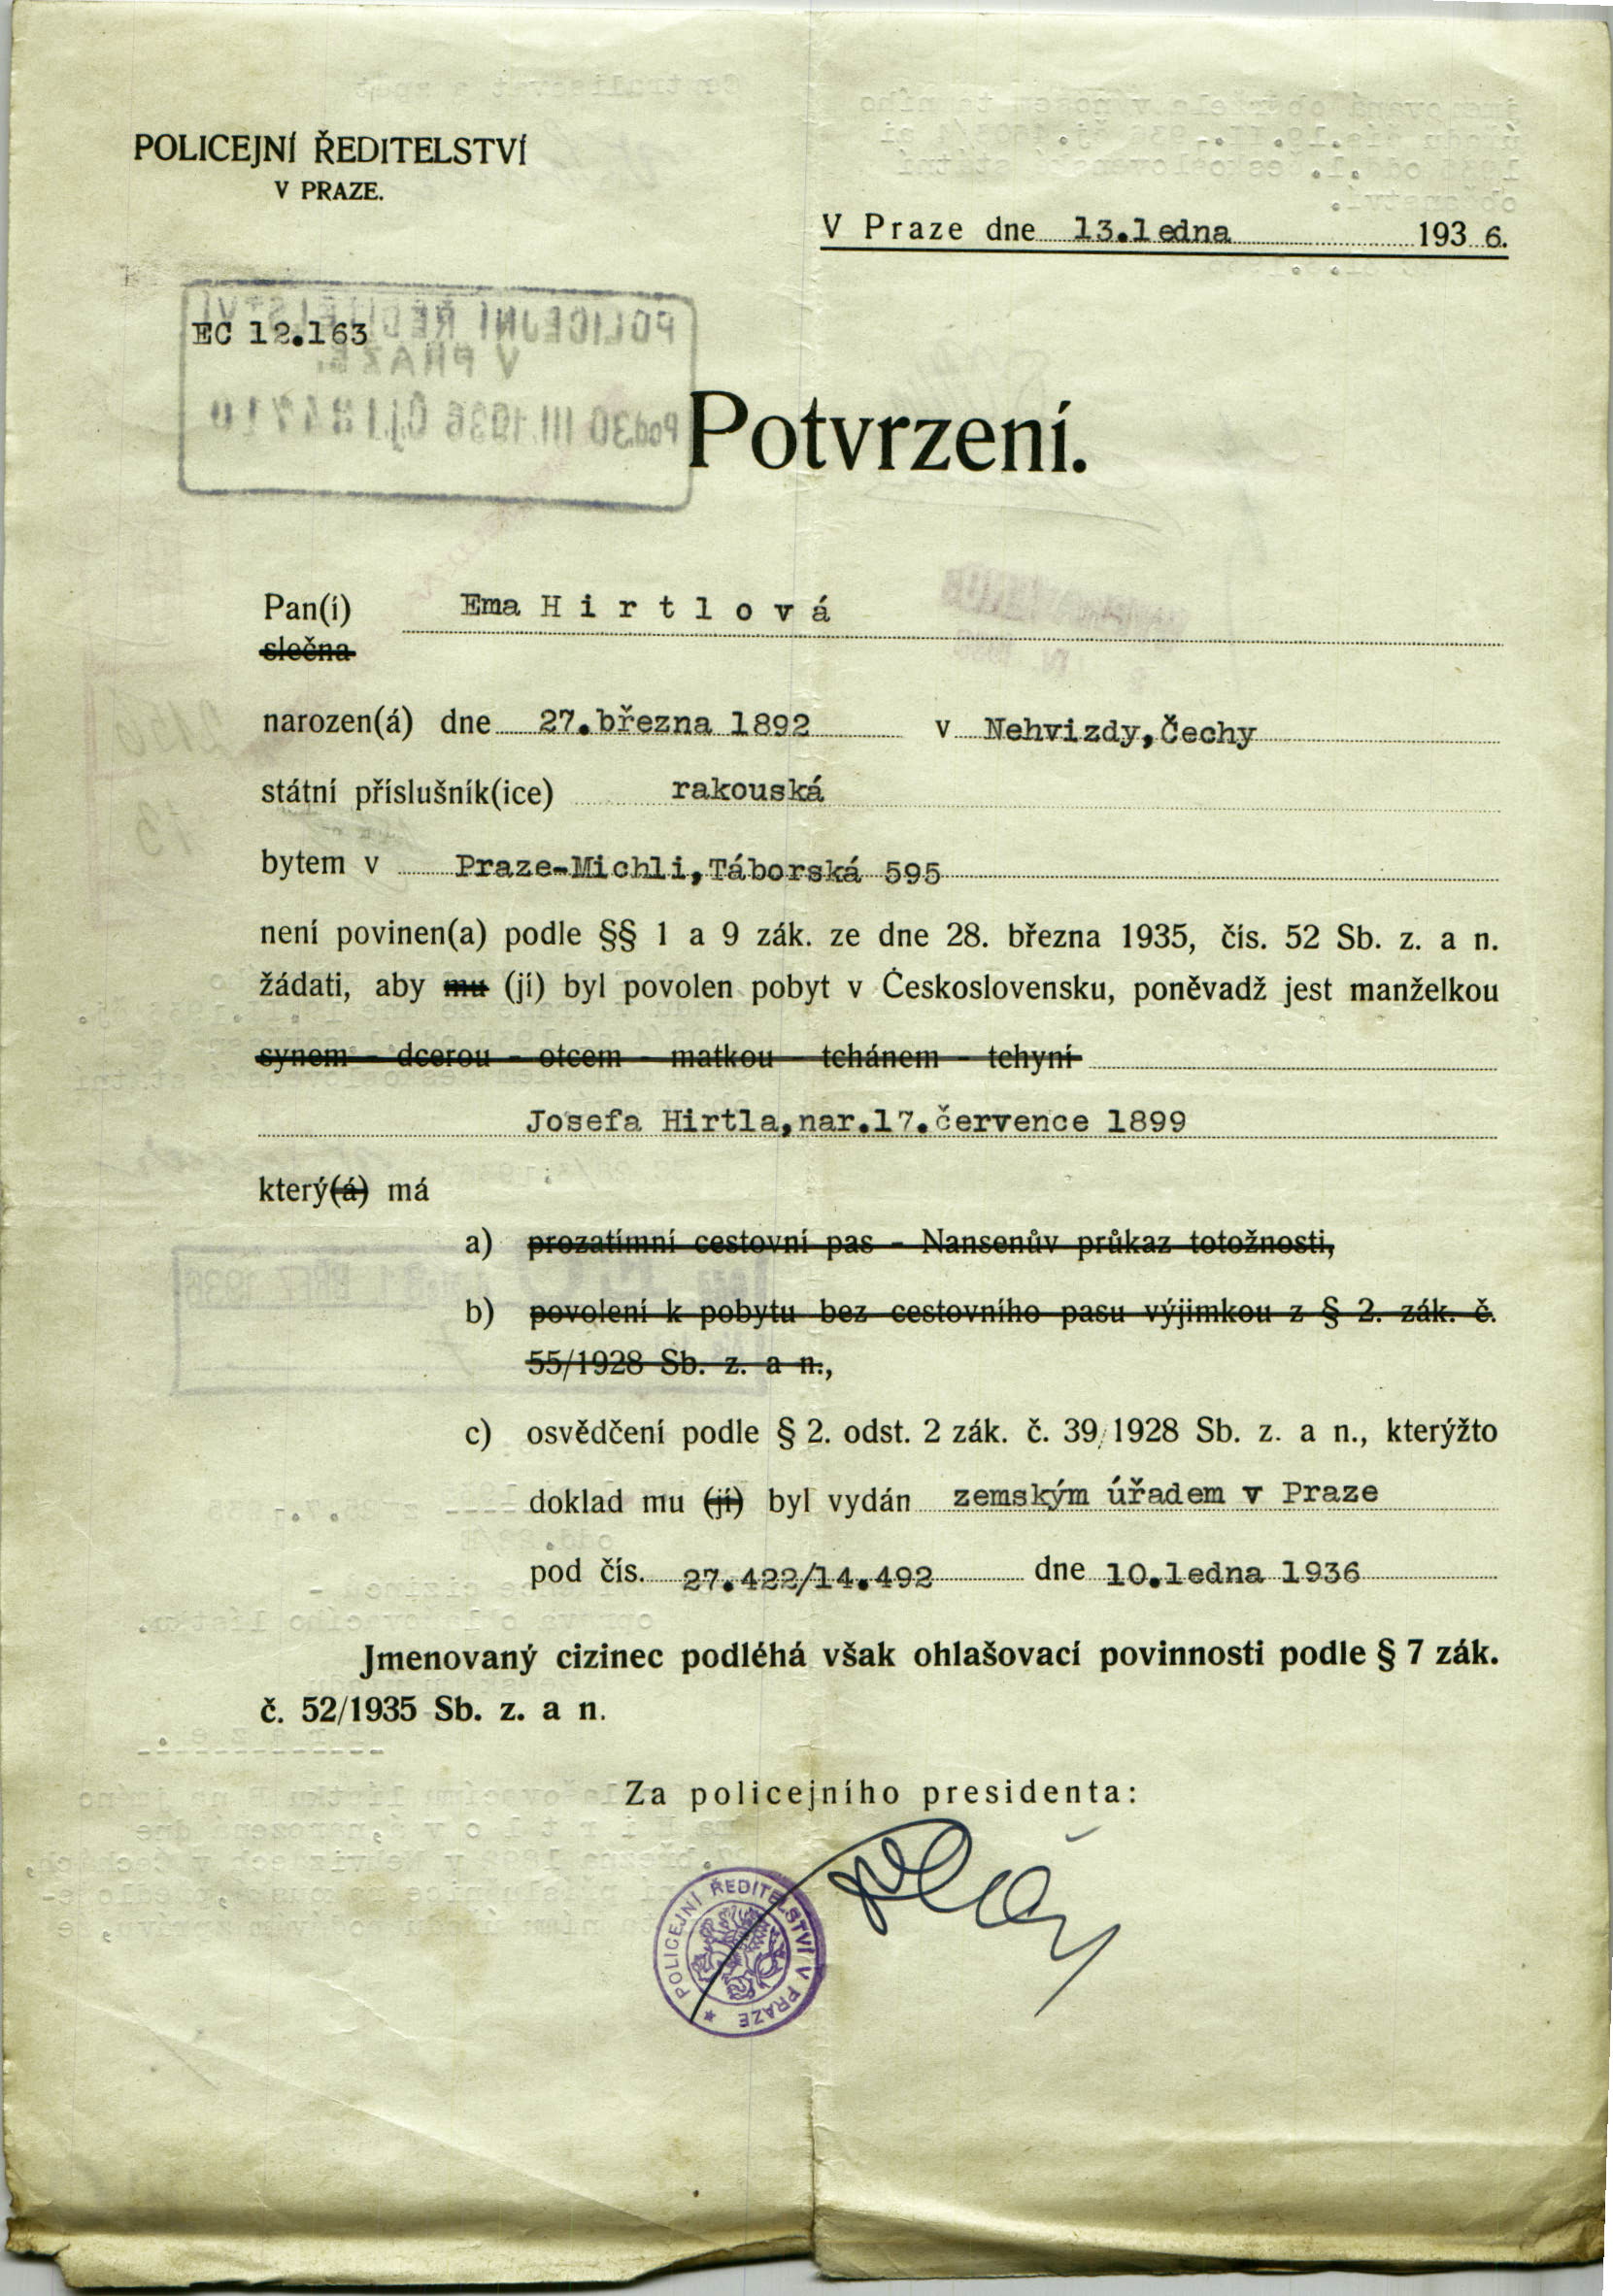 POLICEJNÍ ŘEDITELSTVÍ
V PRAZE.
V Praze dne 13.ledna 193 6.
EC 12.163
POLICEJNÍ ŘEDITELSTVÍ
V PRAZE.
Potvrzení.
Pan(í) Ema H i r t l o v á
slečna
narozen(á) dne 27.března 1892 v Nehvizdy,Čechy
státní příslušník(ice) rakouská
bytem v Praze-Michli,Táborská 595
není povinen(a) podle §§ 1 a 9 zák. ze dne 28. března 1935, čís. 52 Sb. z. a n.
žádati, aby mu (jí) byl povolen pobyt v Československu, poněvadž jest manželkou
synem - dcerou - otcem - matkou - tchánem - tchyní
Josefa Hirtla,nar.17.července 1899
který(á) má
a) prozatímní cestovní pas - Nansenův průkaz totožnosti,
b) povolení k pobytu bez cestovního pasu výjimkou z § 2. zák. č.
55/1928 Sb. z. a n.,
c) osvědčení podle § 2. odst. 2 zák. č. 39/1928 Sb. z. a n., kterýžto
doklad mu (jí) byl vydán zemským úřadem v Praze
pod čís. 27.422/14.492 dne 10.ledna 1936
Jmenovaný cizinec podléhá však ohlašovací povinnosti podle § 7 zák.
č. 52/1935 Sb. z. a n.
Za policejního presidenta:
POLICEJNÍ ŘEDITELSTVÍ V PRAZE